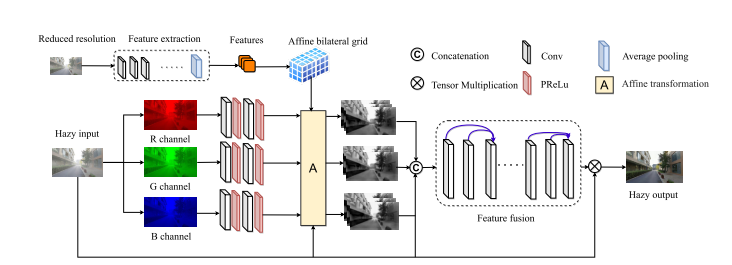 Reduced resolution
Feature extraction
Features
Affine bilateral grid
C Concatenation
Conv
Average pooling
Tensor Multiplication
PReLu
A Affine transformation
Hazy input
R channel
G channel
B channel
A
C
Feature fusion
Hazy output